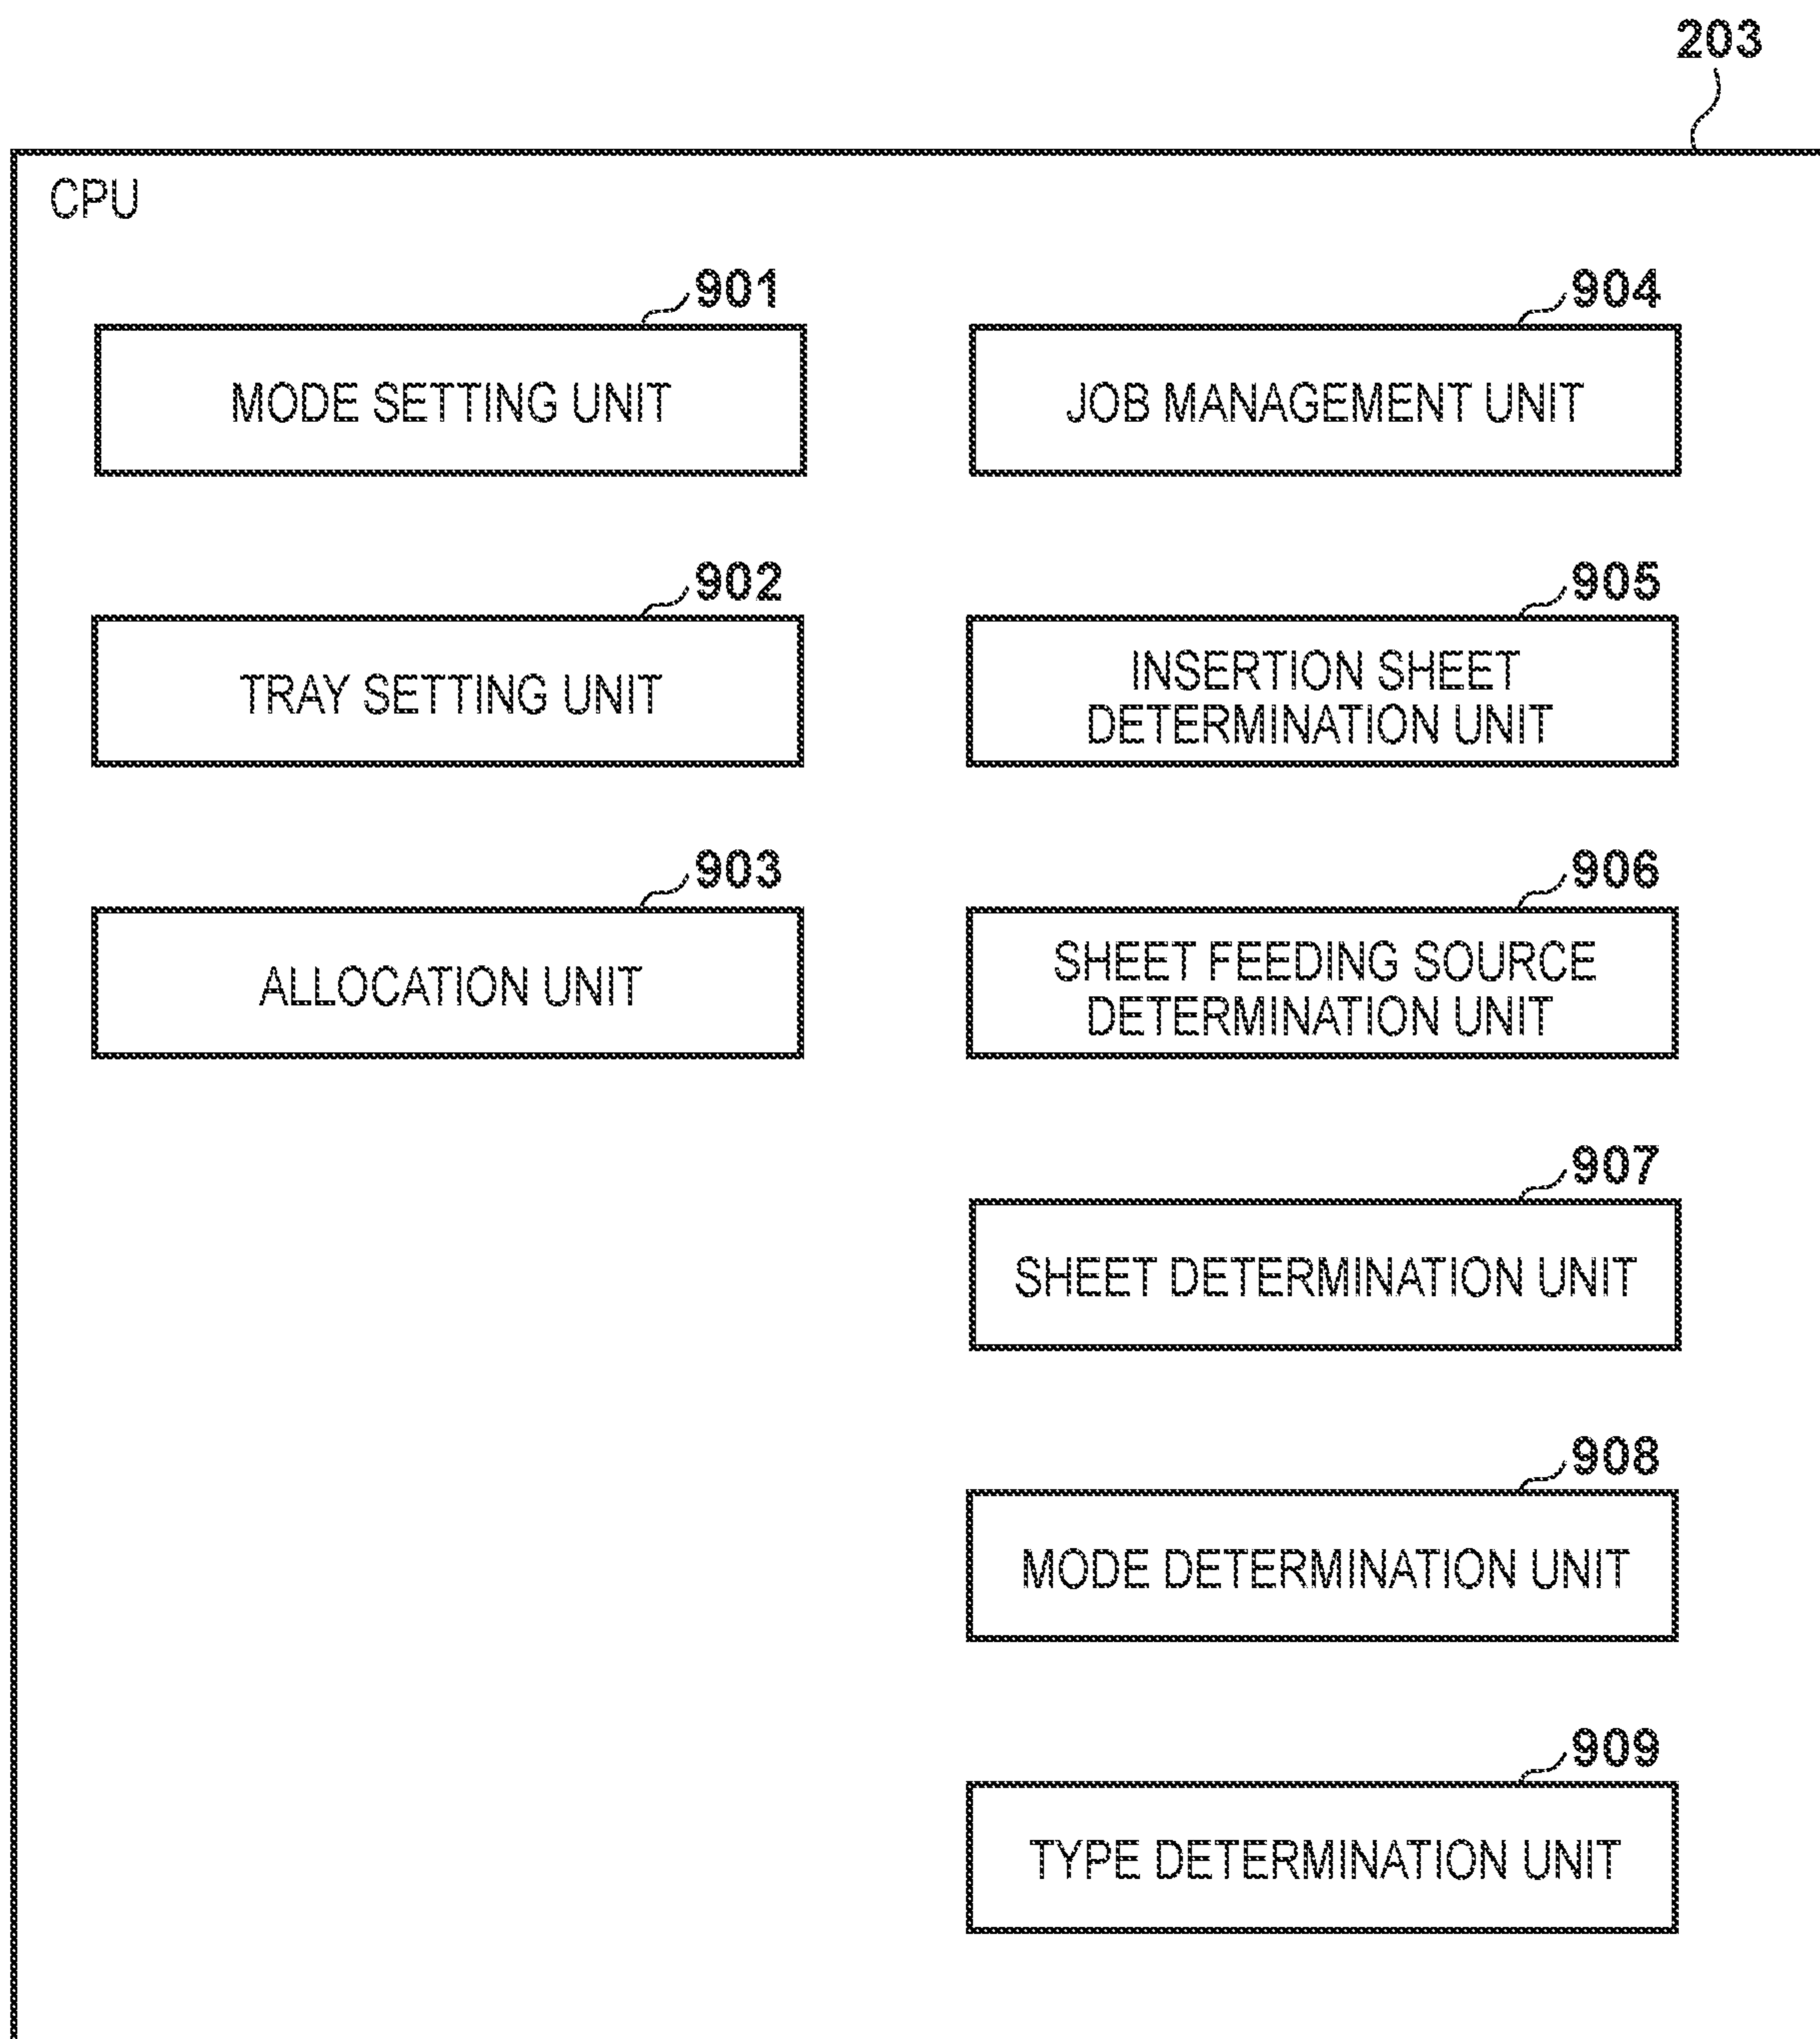 203
CPU
901
MODE SETTING UNIT
904
JOB MANAGEMENT UNIT
902
TRAY SETTING UNIT
905
INSERTION SHEET
DETERMINATION UNIT
903
ALLOCATION UNIT
906
SHEET FEEDING SOURCE
DETERMINATION UNIT
907
SHEET DETERMINATION UNIT
908
MODE DETERMINATION UNIT
909
TYPE DETERMINATION UNIT